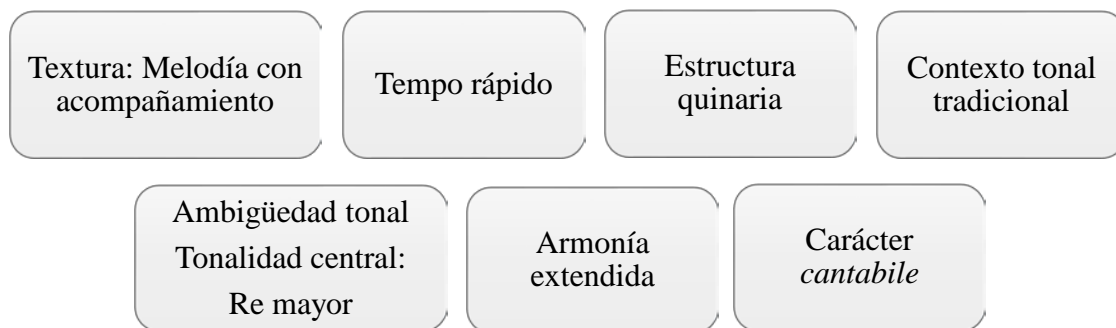 Textura: Melodía con
acompañamiento
Tempo rápido
Estructura
quinaria
Contexto tonal
tradicional
Ambigüedad tonal
Tonalidad central:
Re mayor
Armonía
extendida
Carácter
cantabile